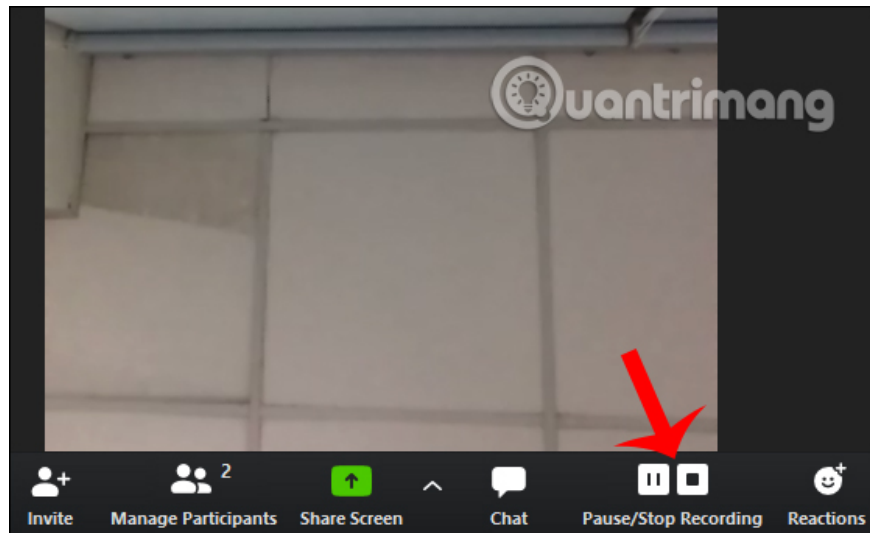 Quantrimang
2
Invite
Manage Participants
Share Screen
Chat
Pause/Stop Recording
Reactions